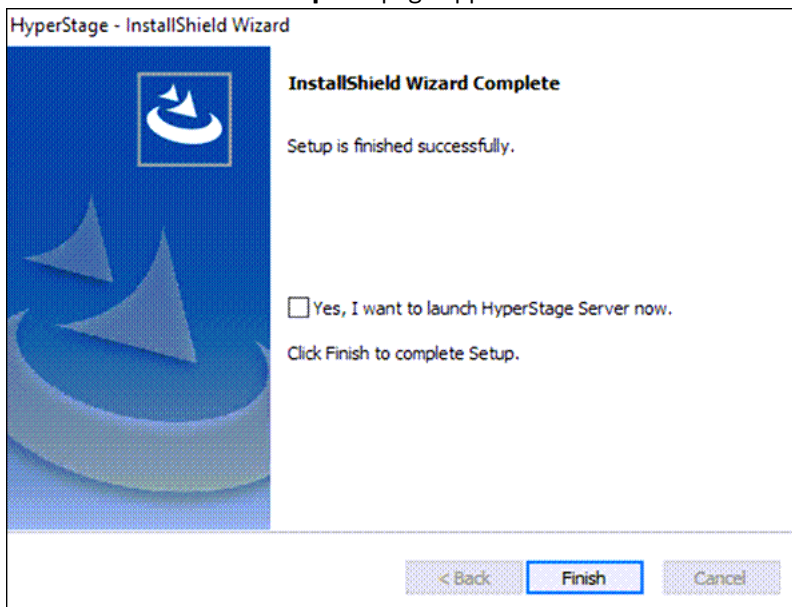 HyperStage - InstallShield Wizard
InstallShield Wizard Complete
Setup is finished successfully.
Yes, I want to launch HyperStage Server now.
Click Finish to complete Setup.
< Back Finish Cancel